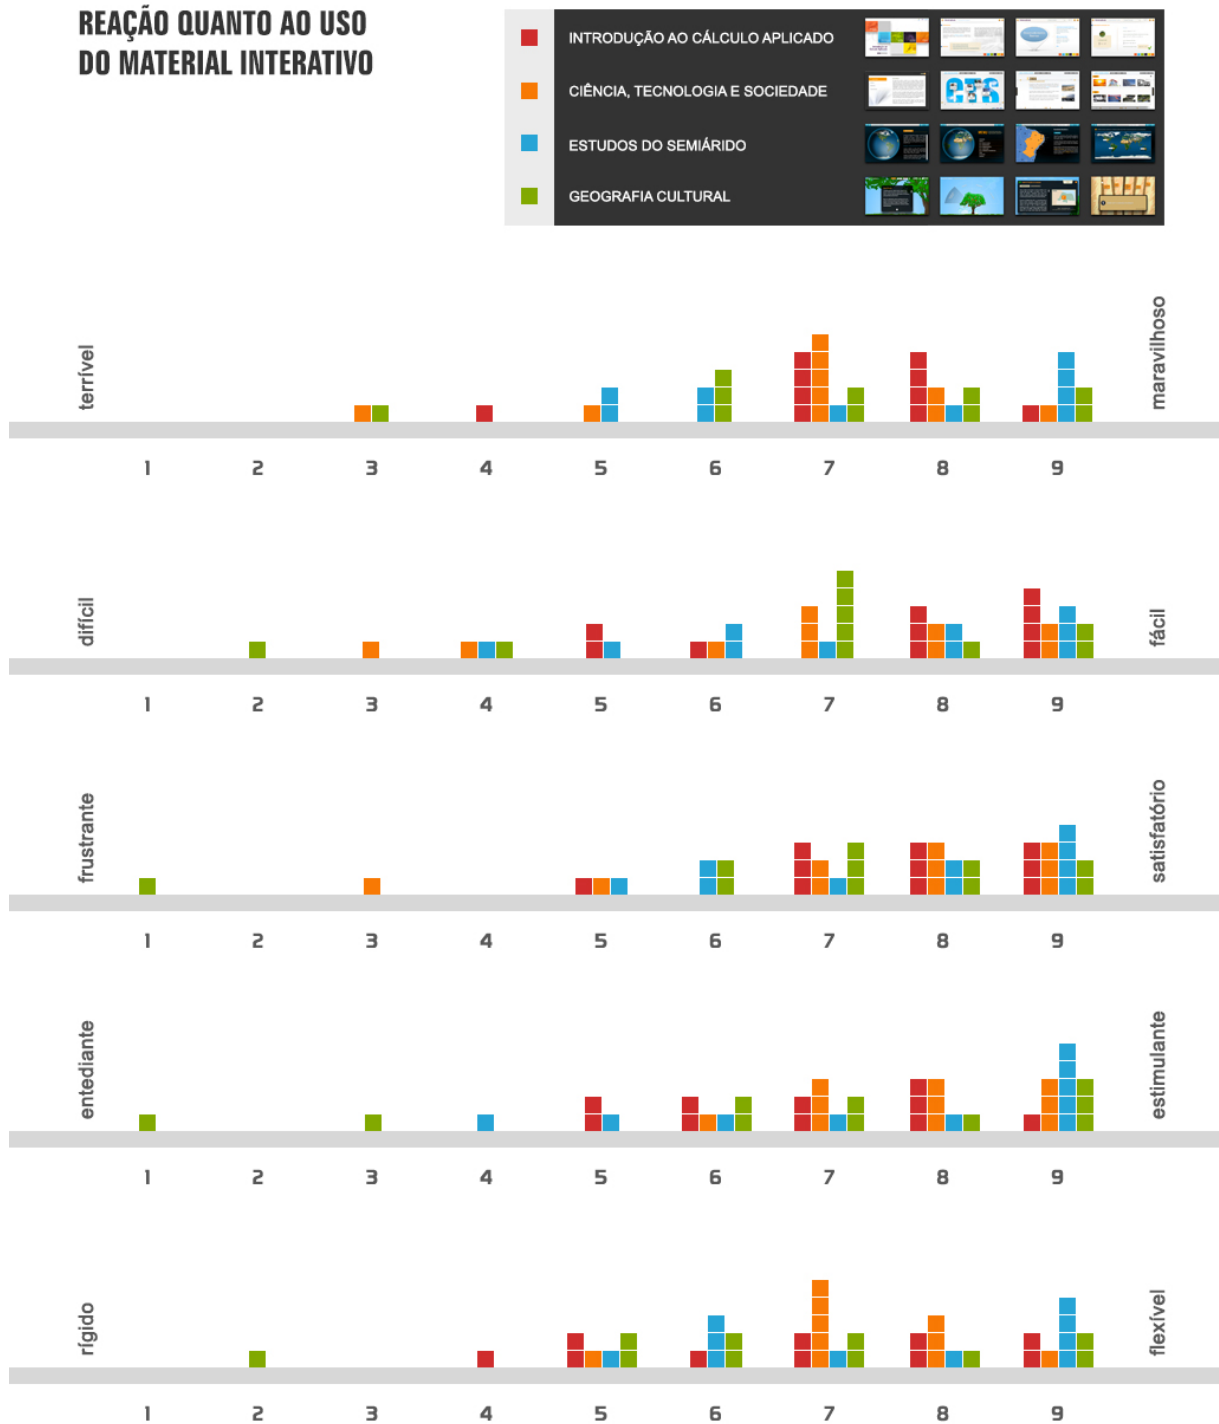 REAÇÃO QUANTO AO USO
DO MATERIAL INTERATIVO
INTRODUÇÃO AO CÁLCULO APLICADO
CIÊNCIA, TECNOLOGIA E SOCIEDADE
ESTUDOS DO SEMIÁRIDO
GEOGRAFIA CULTURAL
terrível
maravilhoso
1 2 3 4 5 6 7 8 9
difícil
fácil
1 2 3 4 5 6 7 8 9
frustrante
satisfatório
1 2 3 4 5 6 7 8 9
entediante
estimulante
1 2 3 4 5 6 7 8 9
rígido
flexível
1 2 3 4 5 6 7 8 9